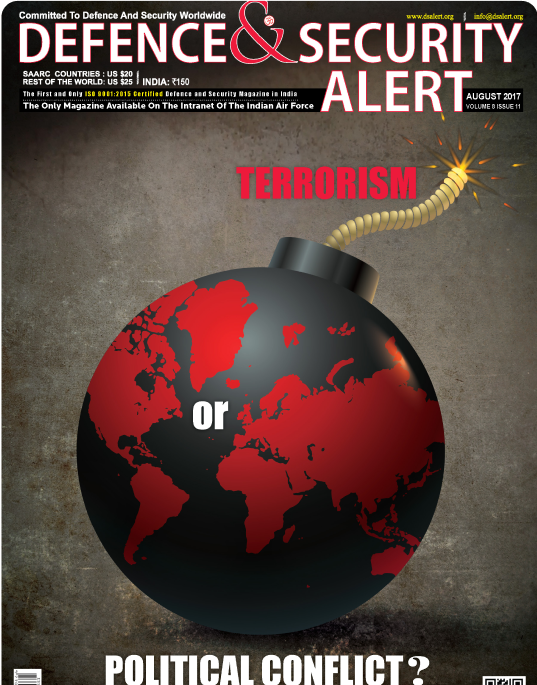 Committed To Defence And Security Worldwide
www.dsalert.org
info@dsalert.org
DEFENCE & SECURITY
ALERT
SAARC COUNTRIES : US $20
REST OF THE WORLD: US $25
INDIA: ₹150
The First and Only ISO 9001:2015 Certified Defence and Security Magazine in India
The Only Magazine Available On The Intranet Of The Indian Air Force
AUGUST 2017
VOLUME 8 ISSUE 11
TERRORISM
or
POLITICAL CONFLICT?